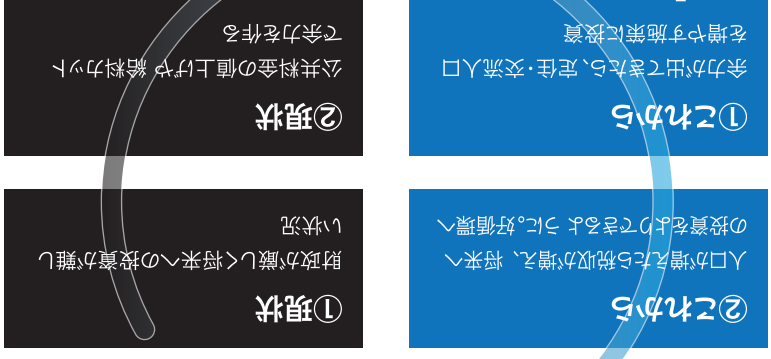 ②これから
人口が増えたら税収が増え、将来へ
の投資をよりできるように。好循環へ
①現状
財政が厳しく将来への投資が難し
い状況
①これから
余力が出てきたら、定住・交流人口
を増やす施策に投資
②現状
公共料金の値上げや 給料カット
で余力を作る